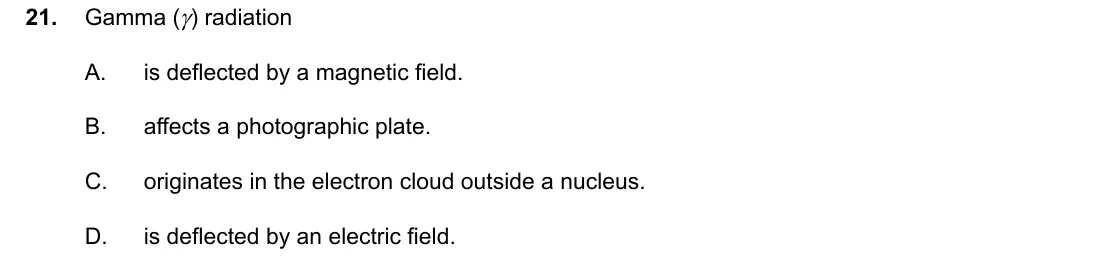 21. Gamma (γ) radiation
A. is deflected by a magnetic field.
B. affects a photographic plate.
C. originates in the electron cloud outside a nucleus.
D. is deflected by an electric field.